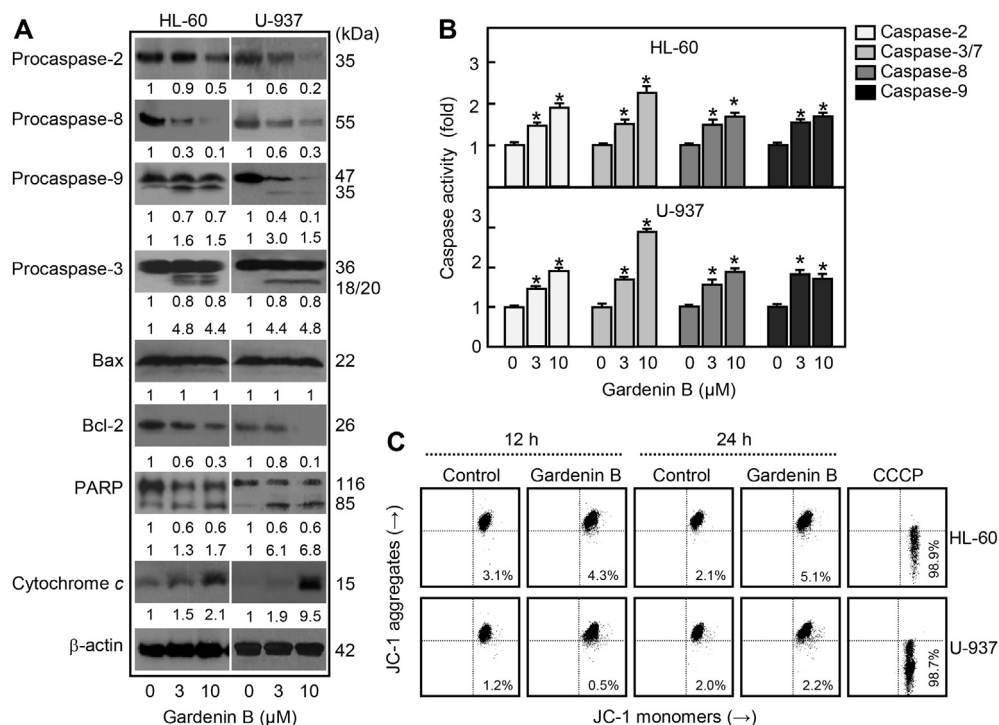 A
HL-60 U-937
(kDa)
Procaspase-2 35
1 0.9 0.5 1 0.6 0.2
Procaspase-8 55
1 0.3 0.1 1 0.6 0.3
Procaspase-9 47
35
1 0.7 0.7 1 0.4 0.1
1 1.6 1.5 1 3.0 1.5
Procaspase-3 36
18/20
1 0.8 0.8 1 0.8 0.8
1 4.8 4.4 1 4.4 4.8
Bax 22
1 1 1 1 1 1
Bcl-2 26
1 0.6 0.3 1 0.8 0.1
PARP 116
85
1 0.6 0.6 1 0.6 0.6
1 1.3 1.7 1 6.1 6.8
Cytochrome c 15
1 1.5 2.1 1 1.9 9.5
β-actin 42
0 3 10 0 3 10
Gardenin B (µM)
B
Caspase-2
Caspase-3/7
Caspase-8
Caspase-9
HL-60
3
2
1
* * * * * * * *
U-937
3
2
1
0
* * * * * * * *
Caspase activity (fold)
0 3 10 0 3 10 0 3 10 0 3 10
Gardenin B (µM)
C
12 h 24 h
Control Gardenin B Control Gardenin B CCCP
3.1% 4.3% 2.1% 5.1% 98.9% HL-60
1.2% 0.5% 2.0% 2.2% 98.7% U-937
JC-1 aggregates (→)
JC-1 monomers (→)